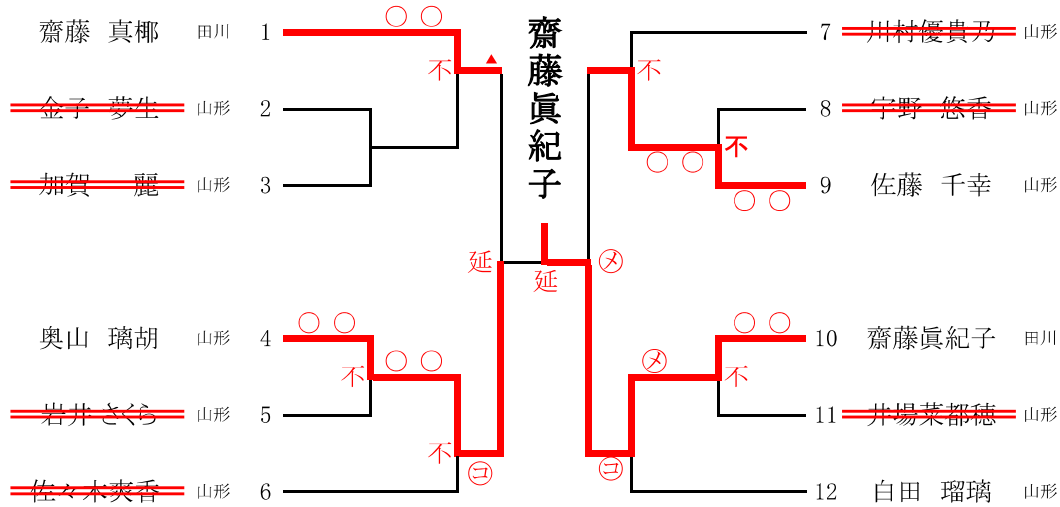 齋藤眞紀子
齋藤 真椰 田川 1
○ ○
不
▲
金子 夢生 山形 2
加賀 麗 山形 3
延
奥山 璃胡 山形 4
○ ○
不
○ ○
岩井さくら 山形 5
不
コ
佐々木爽香 山形 6
延
7 川村優貴乃 山形
不
8 宇野 悠香 山形
不
○ ○
9 佐藤 千幸 山形
○ ○
メ
○ ○
10 齋藤眞紀子 田川
メ
不
11 井場菜都穂 山形
コ
12 白田 瑠璃 山形